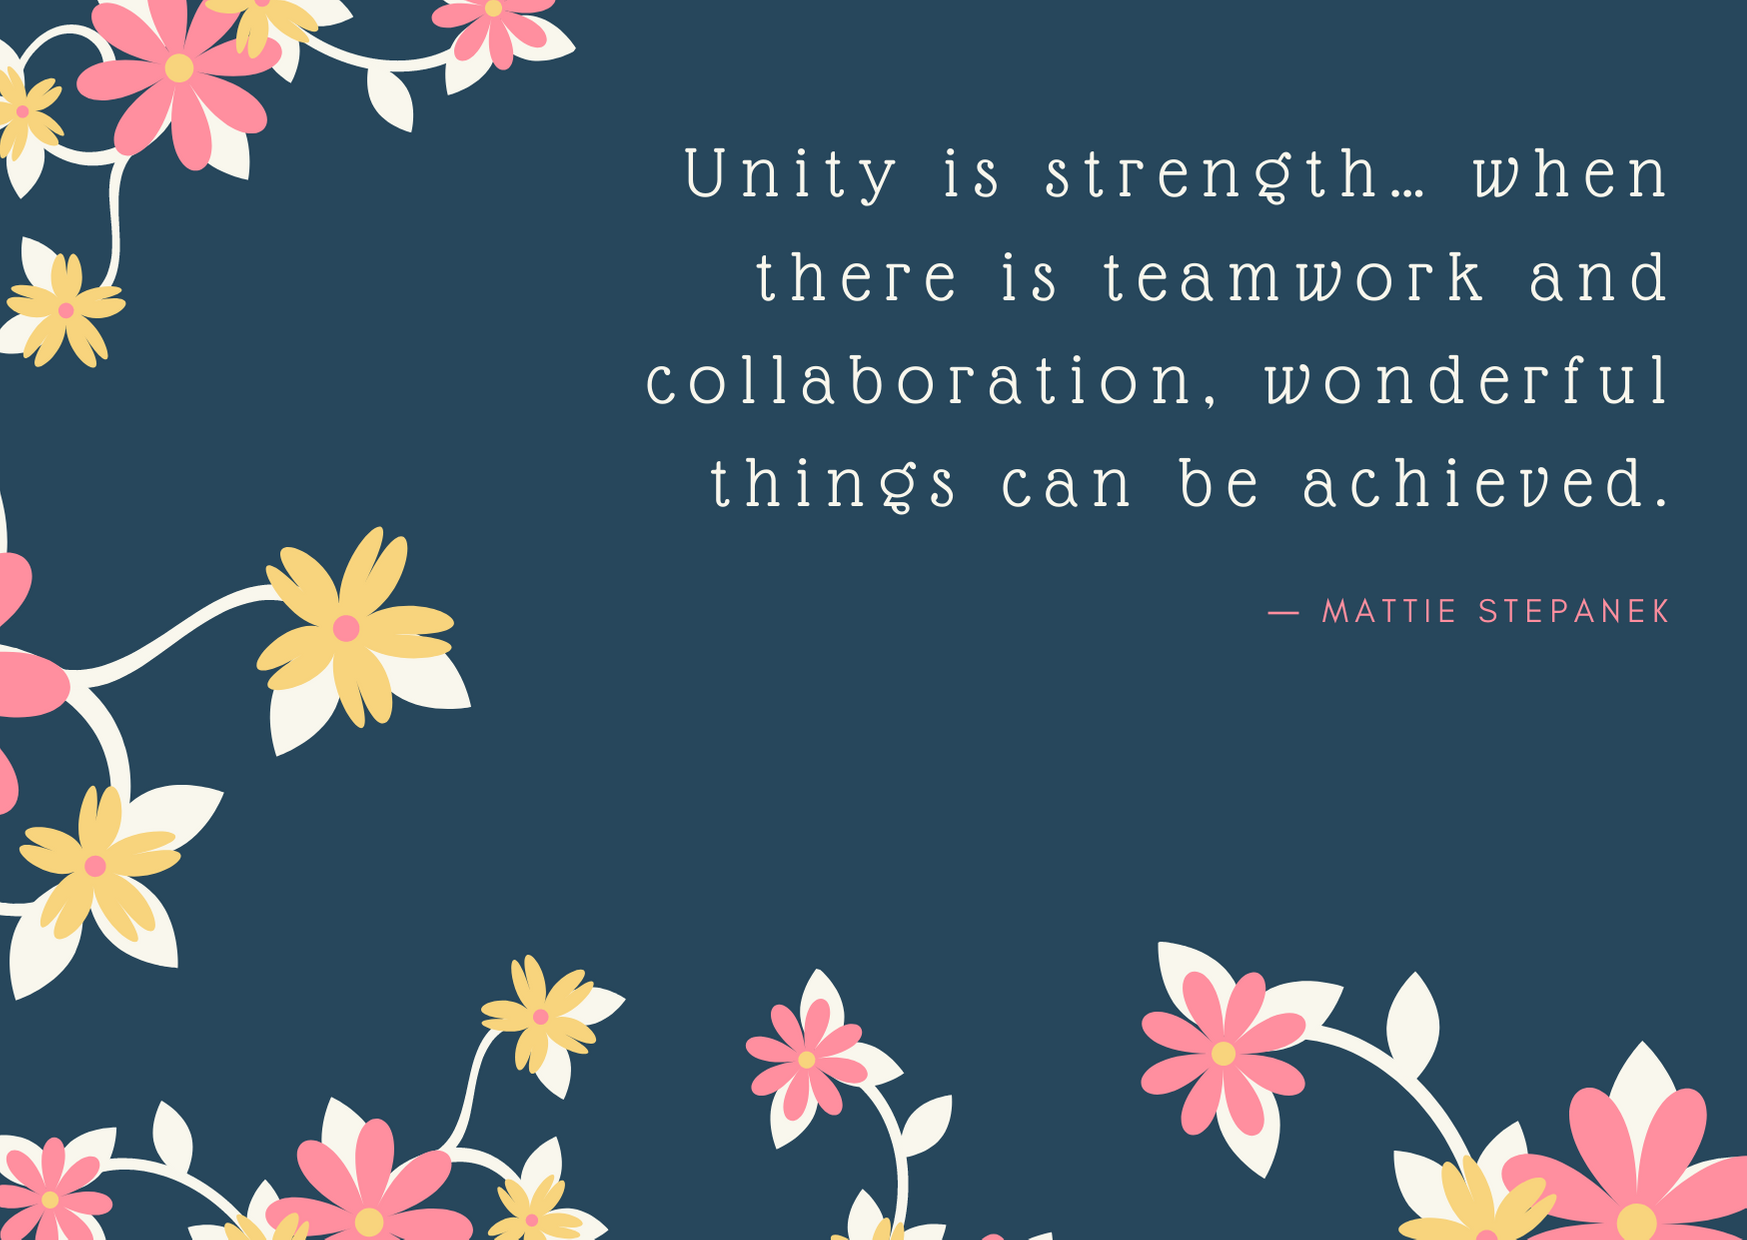 Unity is strength… when
there is teamwork and
collaboration, wonderful
things can be achieved.
— MATTIE STEPANEK